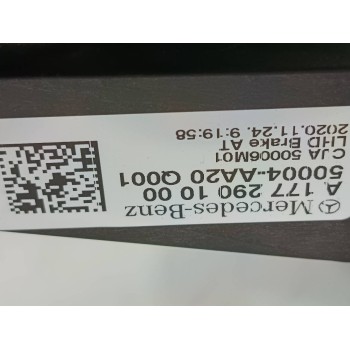 Mercedes-Benz
A 177 290 10 00
50004-AA20 Q001
CJA 50006M01
LHD Brake AT
2020.11.24. 9:19:58